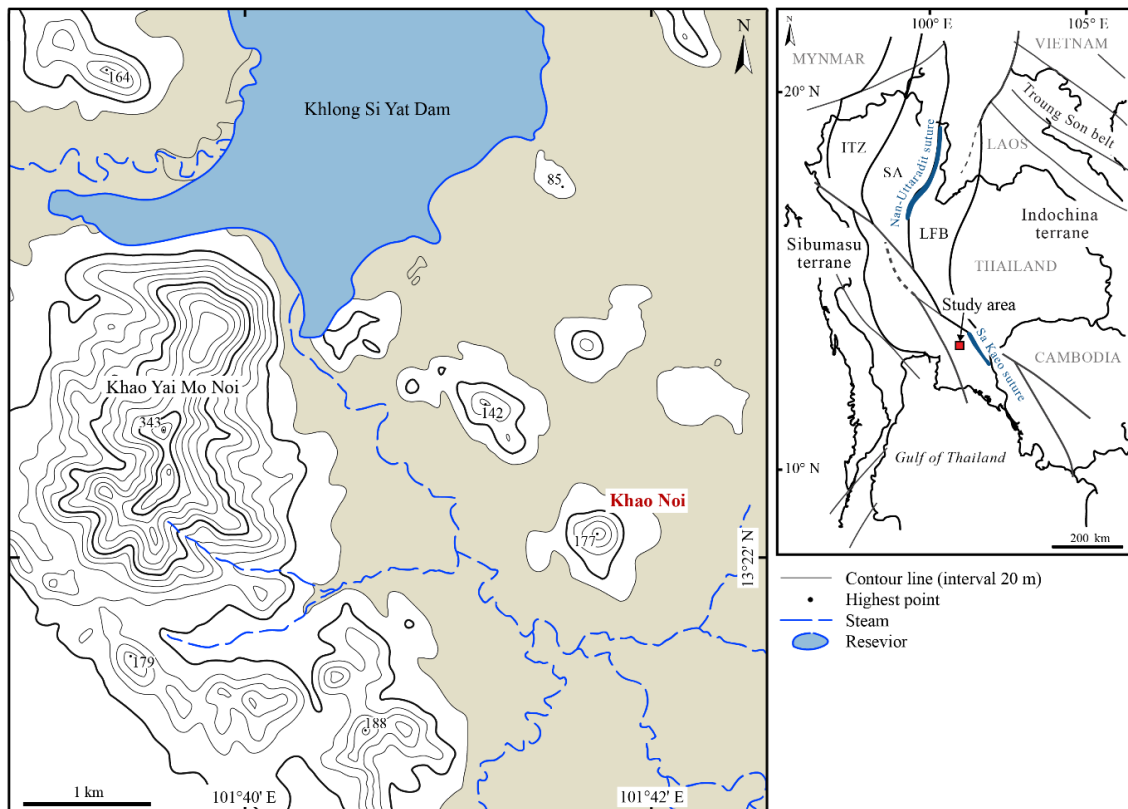 N
164
Khlong Si Yat Dam
85
Khao Yai Mo Noi
343
142
Khao Noi
177
13°22' N
179
188
1 km
101°40' E
101°42' E
N
100° E
105° E
MYNMAR
VIETNAM
20° N
Troung Son belt
ITZ
LAOS
SA
Nan-Uttaradit suture
LFB
Indochina
terrane
Sibumasu
terrane
THAILAND
Study area
Sa Kaeo suture
CAMBODIA
Gulf of Thailand
10° N
200 km
Contour line (interval 20 m)
Highest point
Steam
Resevior